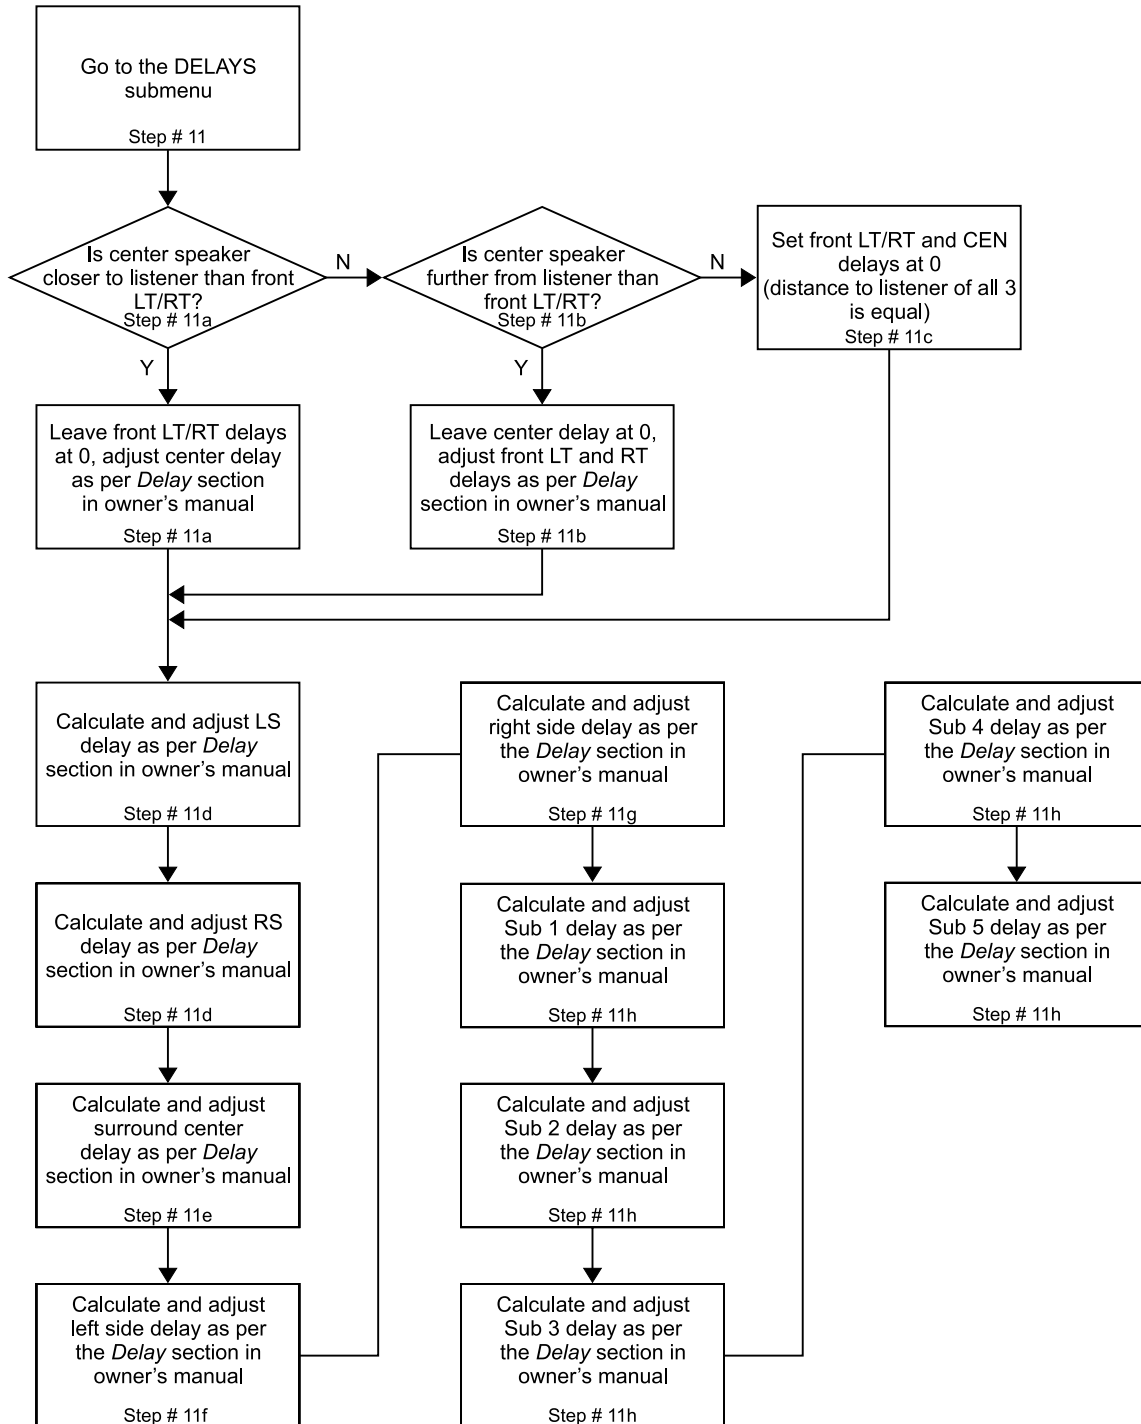 Go to the DELAYS
submenu
Step # 11
Is center speaker
closer to listener than front
LT/RT?
Step # 11a
N
Y
Is center speaker
further from listener than
front LT/RT?
Step # 11b
N
Y
Set front LT/RT and CEN
delays at 0
(distance to listener of all 3
is equal)
Step # 11c
Leave front LT/RT delays
at 0, adjust center delay
as per Delay section
in owner's manual
Step # 11a
Leave center delay at 0,
adjust front LT and RT
delays as per Delay
section in owner's manual
Step # 11b
Calculate and adjust LS
delay as per Delay
section in owner's manual
Step # 11d
Calculate and adjust RS
delay as per Delay
section in owner's manual
Step # 11d
Calculate and adjust
surround center
delay as per Delay
section in owner's manual
Step # 11e
Calculate and adjust
left side delay as per
the Delay section in
owner's manual
Step # 11f
Calculate and adjust
right side delay as per
the Delay section in
owner's manual
Step # 11g
Calculate and adjust
Sub 1 delay as per
the Delay section in
owner's manual
Step # 11h
Calculate and adjust
Sub 2 delay as per
the Delay section in
owner's manual
Step # 11h
Calculate and adjust
Sub 3 delay as per
the Delay section in
owner's manual
Step # 11h
Calculate and adjust
Sub 4 delay as per
the Delay section in
owner's manual
Step # 11h
Calculate and adjust
Sub 5 delay as per
the Delay section in
owner's manual
Step # 11h